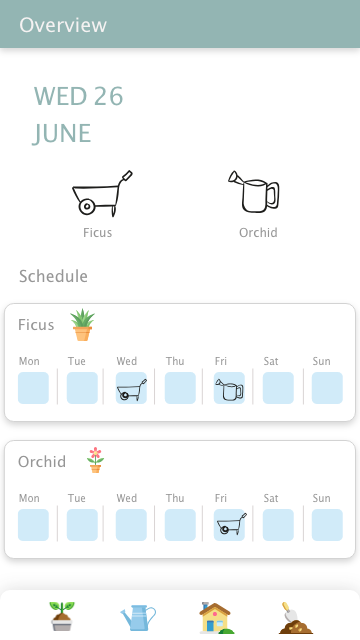 Overview
WED 26
JUNE
Ficus Orchid
Schedule
Ficus
Mon Tue Wed Thu Fri Sat Sun
Orchid
Mon Tue Wed Thu Fri Sat Sun